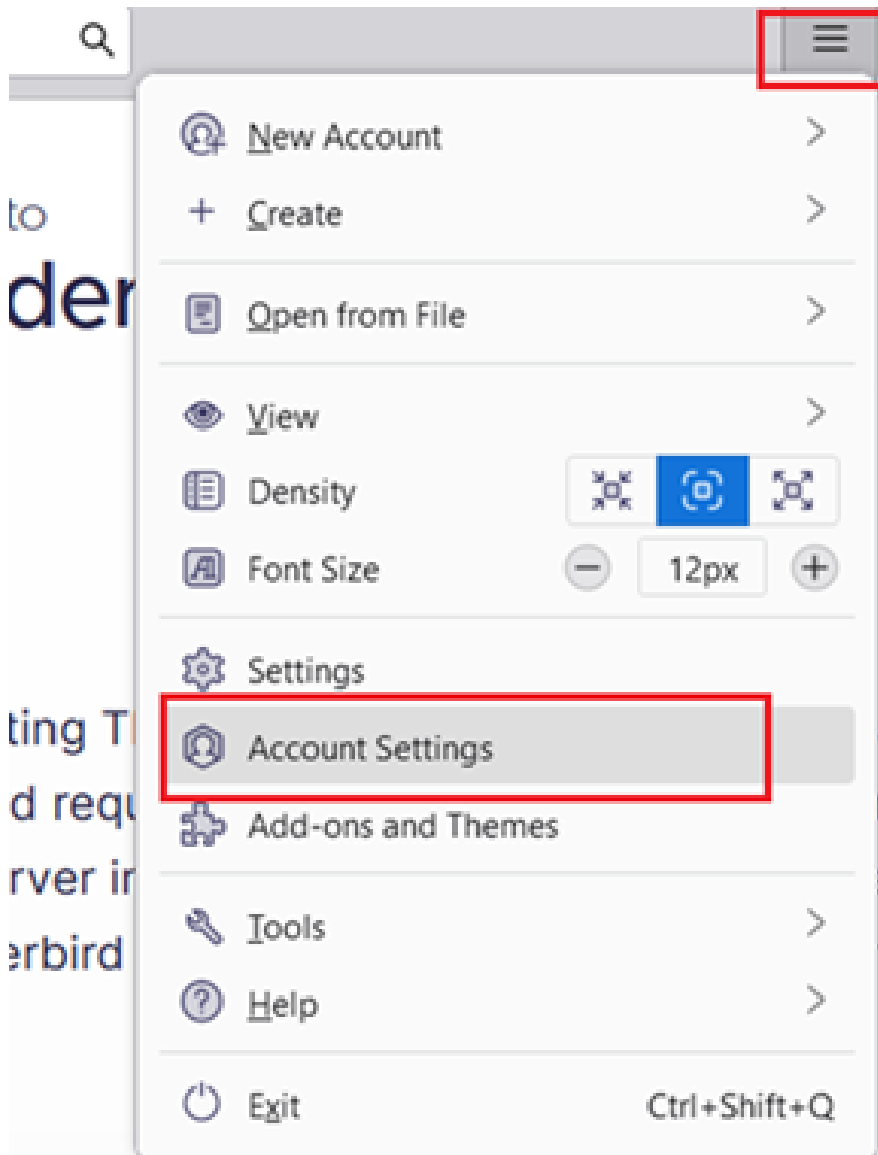 New Account
to
+ Create
der
Open from File
View
Density
Font Size 12px
Settings
ting T
Account Settings
d requ
Add-ons and Themes
rver in
Tools
erbird
Help
Exit Ctrl+Shift+Q